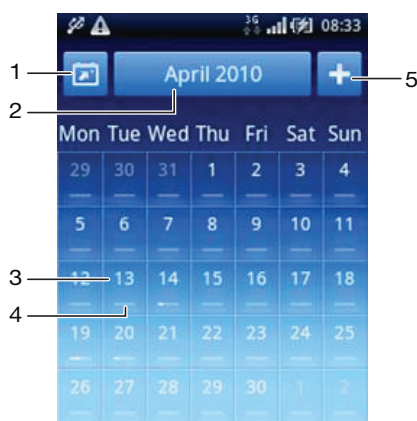 3G 08:33
1 April 2010 5
2
Mon Tue Wed Thu Fri Sat Sun
29 30 31 1 2 3 4
5 6 7 8 9 10 11
3 12 13 14 15 16 17 18
4
19 20 21 22 23 24 25
26 27 28 29 30 1 2